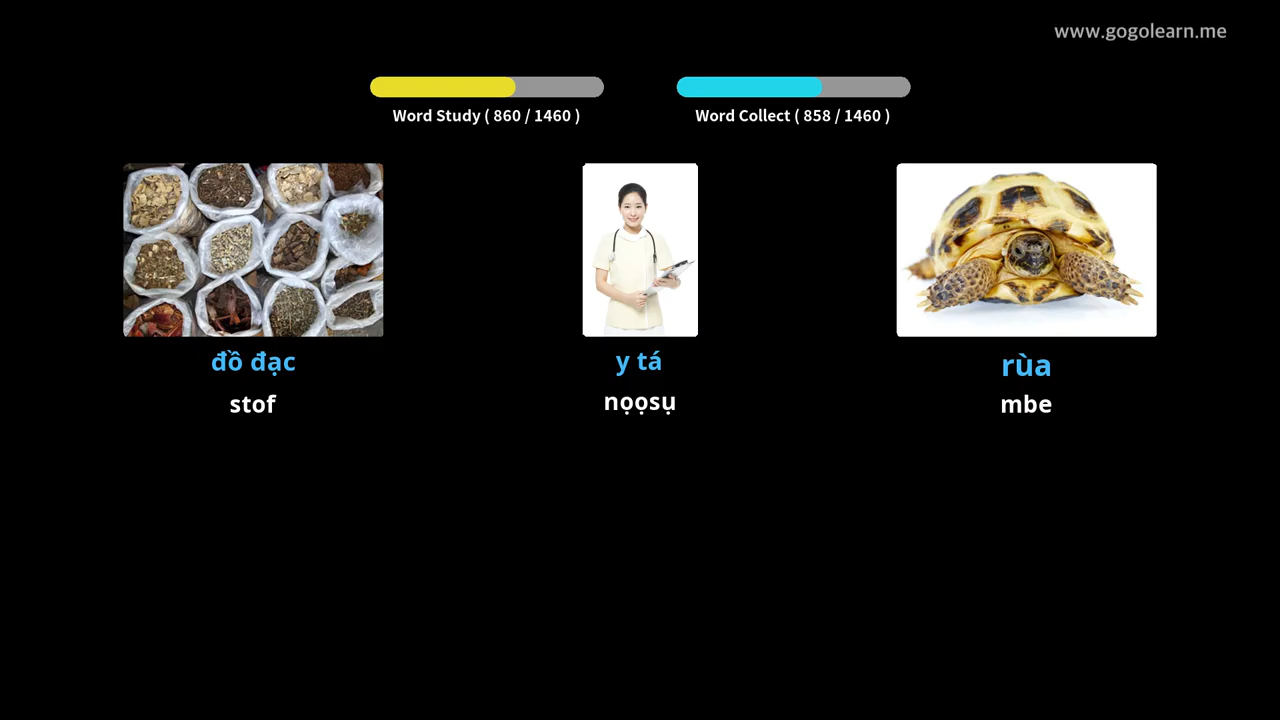 www.gogolearn.me
Word Study ( 860 / 1460 )
Word Collect ( 858 / 1460 )
đồ đạc
stof
y tá
nọọsụ
rùa
mbe